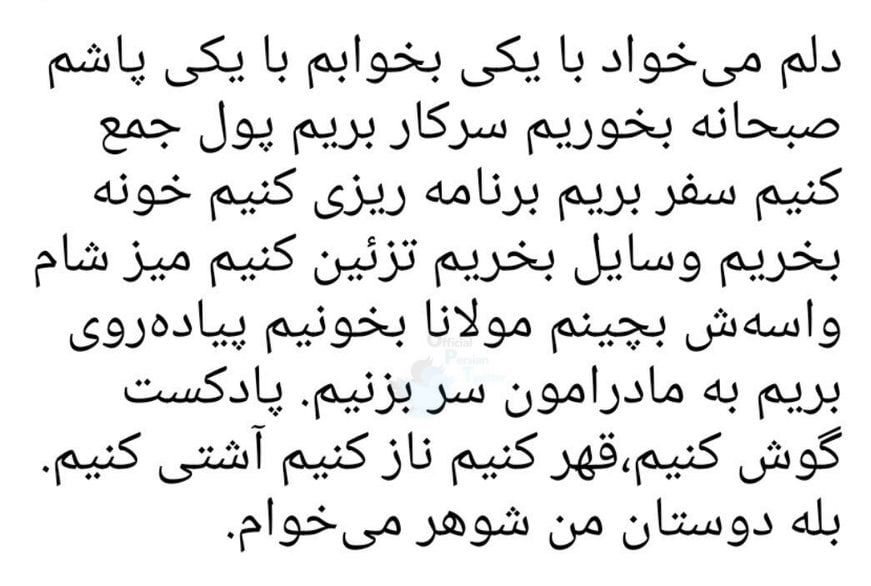 دلم می‌خواد با یکی بخوابم با یکی پاشم
صبحانه بخوریم سرکار بریم پول جمع
کنیم سفر بریم برنامه ریزی کنیم خونه
بخریم وسایل بخریم تزئین کنیم میز شام
واسه‌ش بچینم مولانا بخونیم پیاده‌روی
بریم به مادرامون سر بزنیم. پادکست
گوش کنیم،قهر کنیم ناز کنیم آشتی کنیم.
بله دوستان من شوهر می‌خوام.
Official
Persian
Twitter